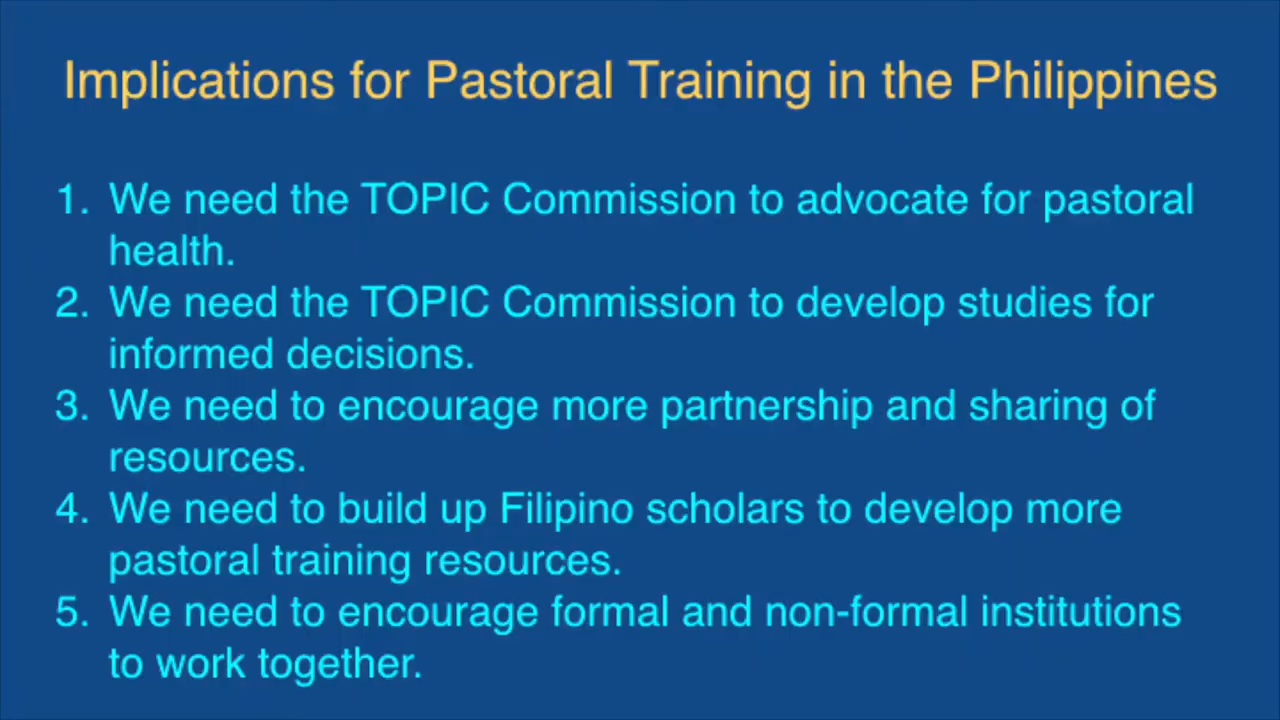 Implications for Pastoral Training in the Philippines
1. We need the TOPIC Commission to advocate for pastoral
health.
2. We need the TOPIC Commission to develop studies for
informed decisions.
3. We need to encourage more partnership and sharing of
resources.
4. We need to build up Filipino scholars to develop more
pastoral training resources.
5. We need to encourage formal and non-formal institutions
to work together.